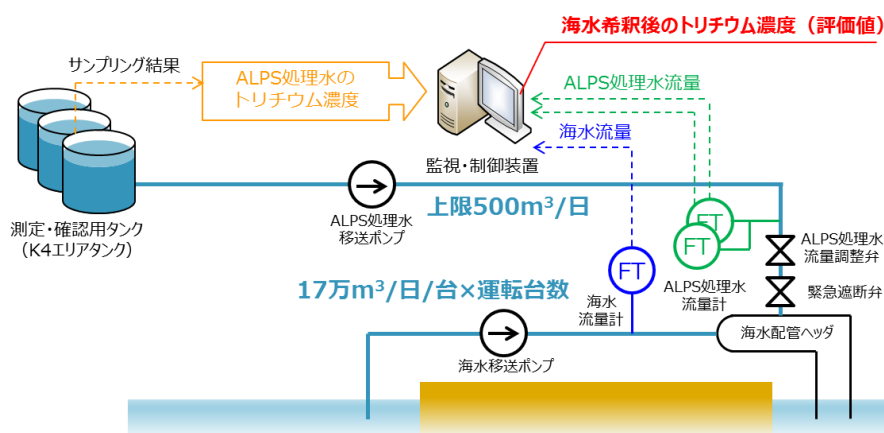 海水希釈後のトリチウム濃度（評価値）
サンプリング結果
ALPS処理水の
トリチウム濃度
ALPS処理水流量
海水流量
監視・制御装置
測定・確認用タンク
（K4エリアタンク）
ALPS処理水
移送ポンプ
上限500m³/日
FT
FT
FT
ALPS処理水
流量調整弁
17万m³/日/台×運転台数
海水
流量計
ALPS処理水
流量計
緊急遮断弁
海水配管ヘッダ
海水移送ポンプ